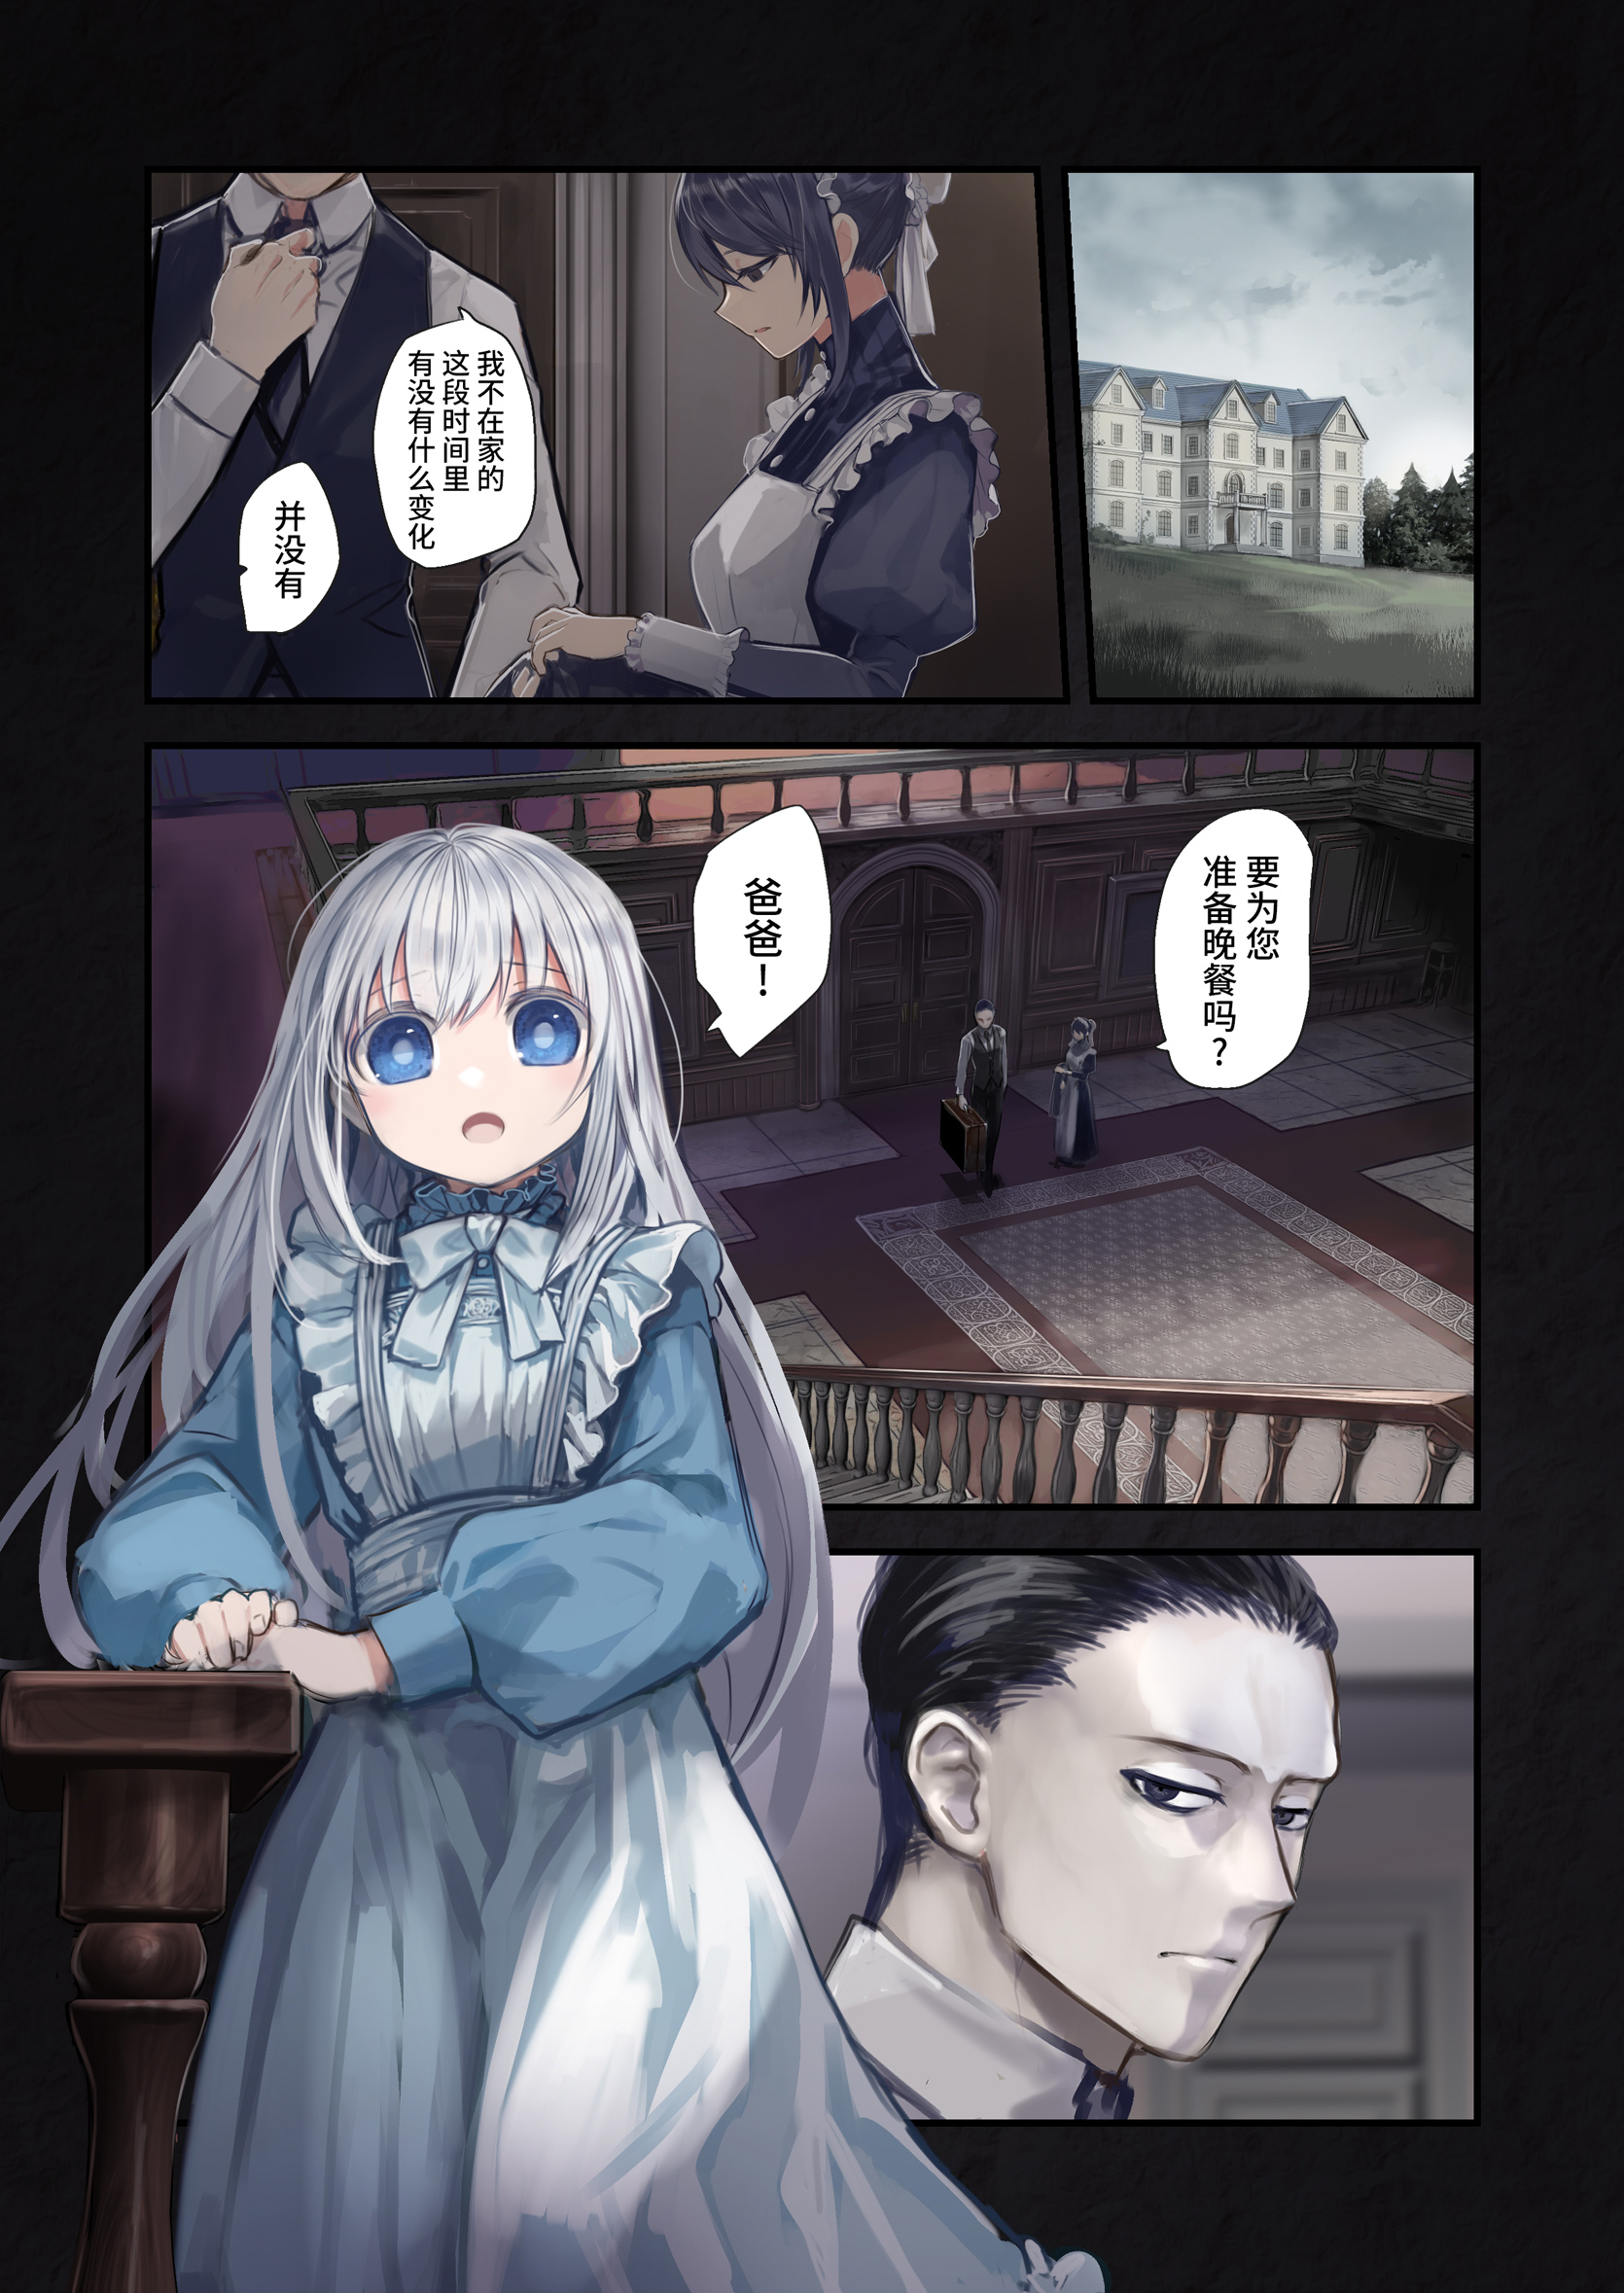 我不在家的
这段时间里
有没有什么变化
并没有
要为您
准备晚餐吗？
爸爸！